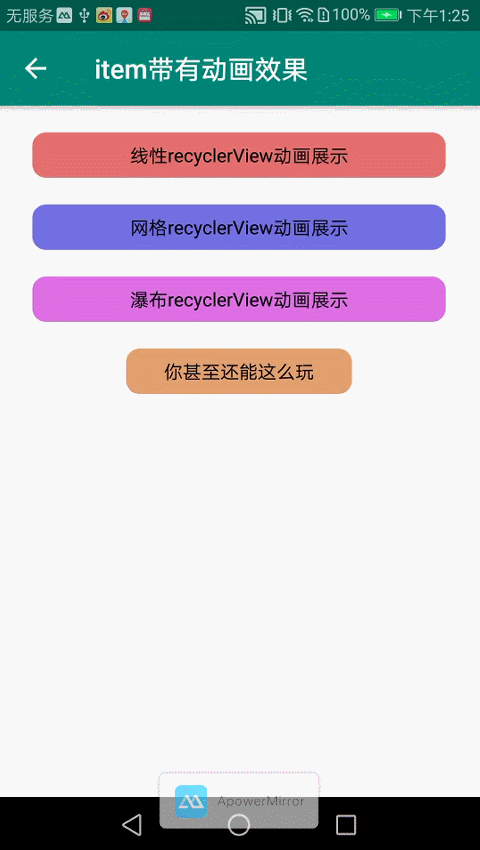 无服务
100%
下午1:25
item带有动画效果
线性recyclerView动画展示
网格recyclerView动画展示
瀑布recyclerView动画展示
你甚至还能这么玩
ApowerMirror